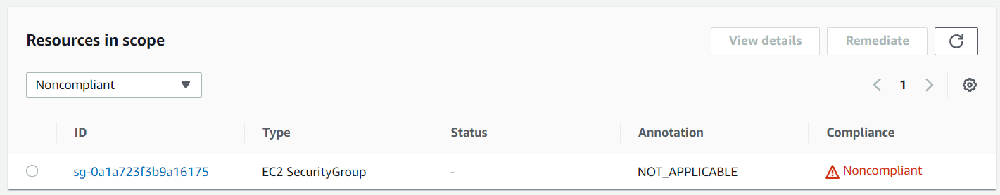 Resources in scope
View details
Remediate
Noncompliant
1
ID Type Status Annotation Compliance
sg-0a1a723f3b9a16175 EC2 SecurityGroup - NOT_APPLICABLE Noncompliant